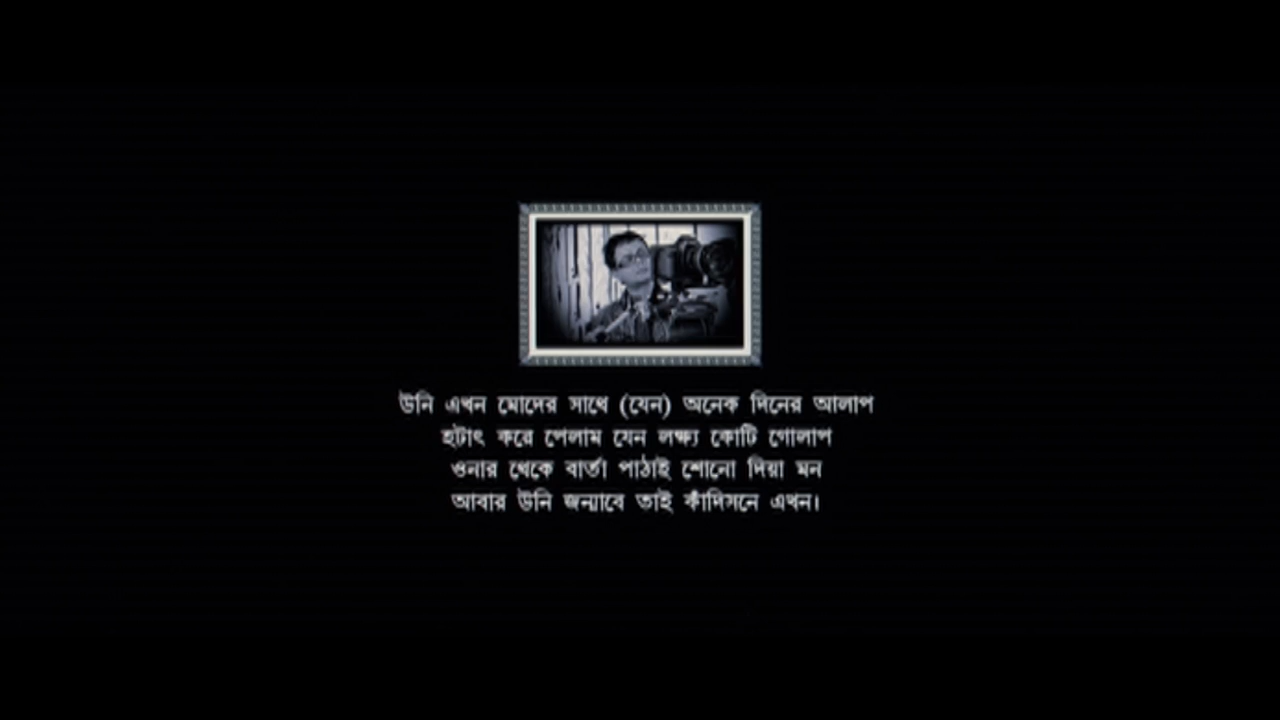 উনি এখন মোদের সাথে (যেন) অনেক দিনের আলাপ
হটাৎ করে পেলাম যেন লক্ষ্য কোটি গোলাপ
ওনার থেকে বার্তা পাঠাই শোনো দিয়া মন
আবার উনি জন্মাবে তাই কাঁদিসনে এখন।